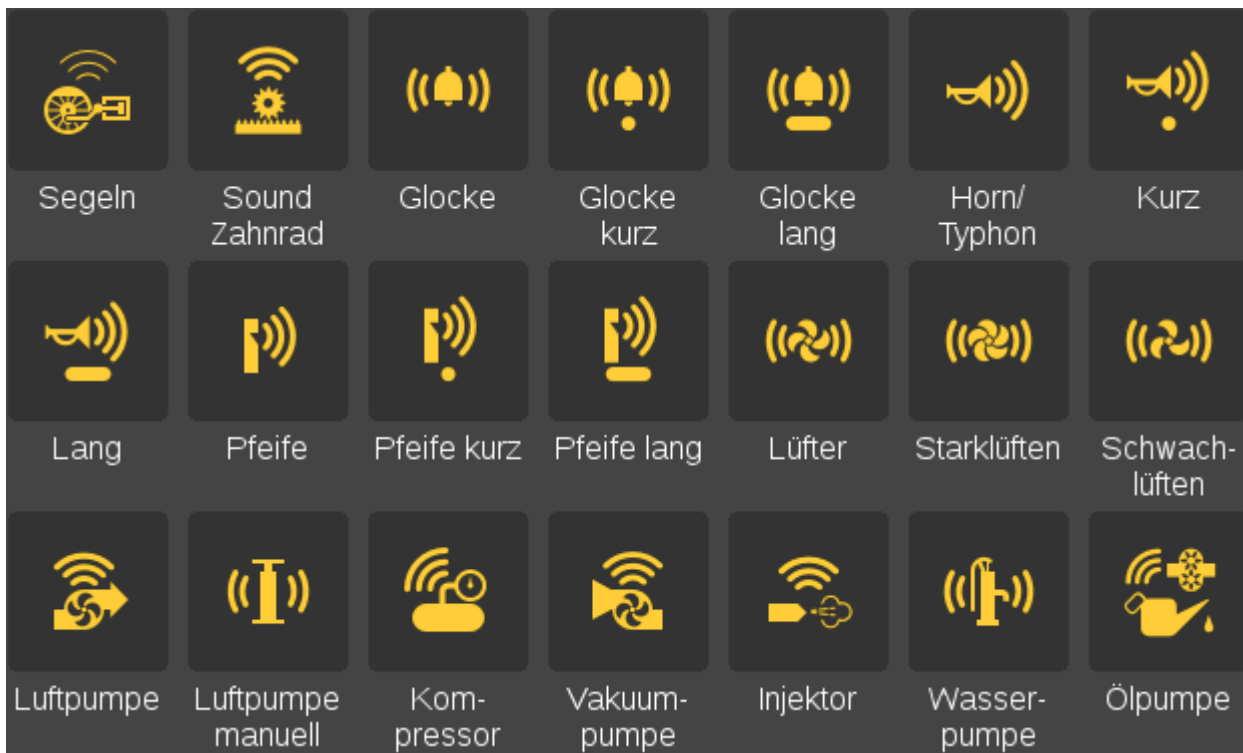 Segeln
Sound
Zahnrad
Glocke
Glocke
kurz
Glocke
lang
Horn/
Typhon
Kurz
Lang
Pfeife
Pfeife kurz
Pfeife lang
Lüfter
Starklüften
Schwach-
lüften
Luftpumpe
Luftpumpe
manuell
Kom-
pressor
Vakuum-
pumpe
Injektor
Wasser-
pumpe
Ölpumpe